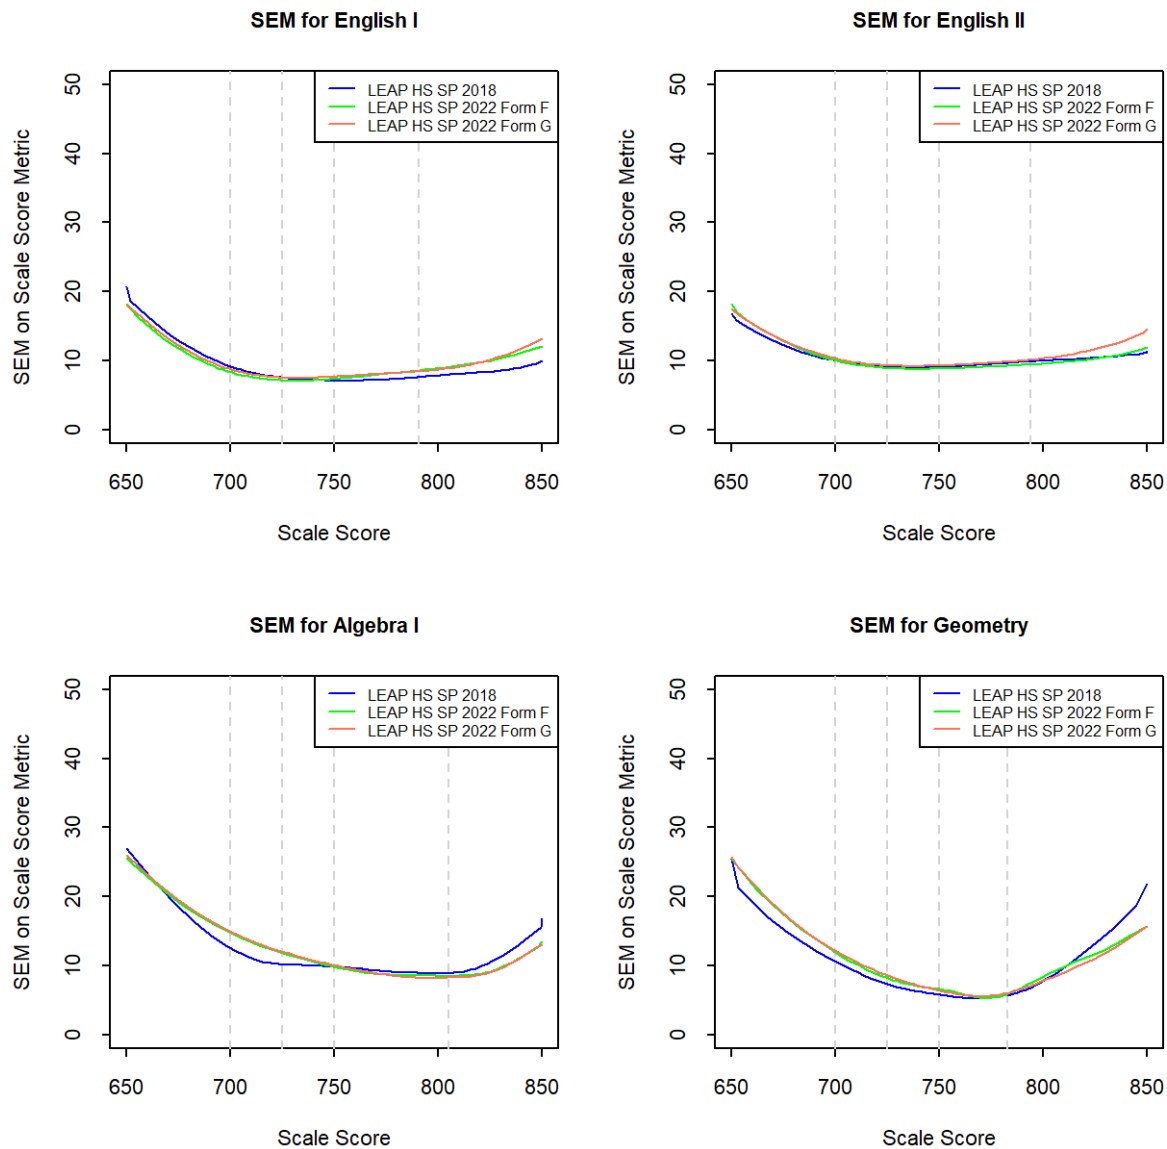 SEM for English I
SEM on Scale Score Metric
50
40
30
20
10
0
LEAP HS SP 2018
LEAP HS SP 2022 Form F
LEAP HS SP 2022 Form G
650 700 750 800 850
Scale Score
SEM for English II
SEM on Scale Score Metric
50
40
30
20
10
0
LEAP HS SP 2018
LEAP HS SP 2022 Form F
LEAP HS SP 2022 Form G
650 700 750 800 850
Scale Score
SEM for Algebra I
SEM on Scale Score Metric
50
40
30
20
10
0
LEAP HS SP 2018
LEAP HS SP 2022 Form F
LEAP HS SP 2022 Form G
650 700 750 800 850
Scale Score
SEM for Geometry
SEM on Scale Score Metric
50
40
30
20
10
0
LEAP HS SP 2018
LEAP HS SP 2022 Form F
LEAP HS SP 2022 Form G
650 700 750 800 850
Scale Score